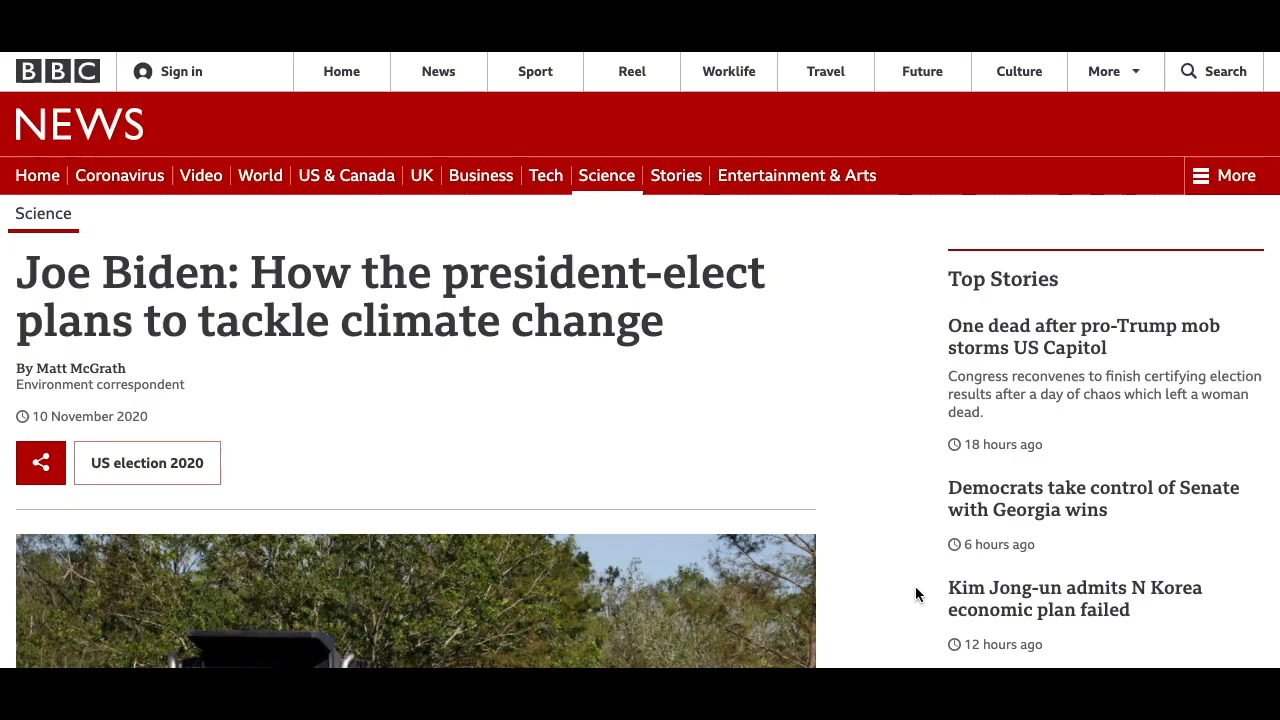 BBC
Sign in
Home
News
Sport
Reel
Worklife
Travel
Future
Culture
More
Search
NEWS
Home
Coronavirus
Video
World
US & Canada
UK
Business
Tech
Science
Stories
Entertainment & Arts
More
Science
Joe Biden: How the president-elect
plans to tackle climate change
By Matt McGrath
Environment correspondent
10 November 2020
US election 2020
Top Stories
One dead after pro-Trump mob
storms US Capitol
Congress reconvenes to finish certifying election
results after a day of chaos which left a woman
dead.
18 hours ago
Democrats take control of Senate
with Georgia wins
6 hours ago
Kim Jong-un admits N Korea
economic plan failed
12 hours ago